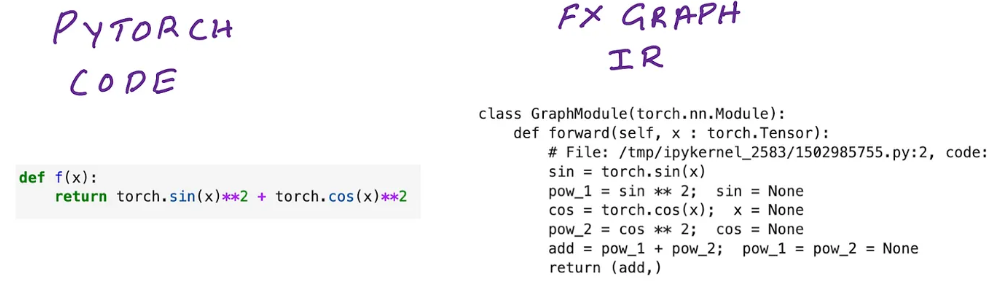 PYTORCH
CODE
def f(x):
    return torch.sin(x)**2 + torch.cos(x)**2
FX GRAPH
IR
class GraphModule(torch.nn.Module):
    def forward(self, x : torch.Tensor):
        # File: /tmp/ipykernel_2583/1502985755.py:2, code:
        sin = torch.sin(x)
        pow_1 = sin ** 2;  sin = None
        cos = torch.cos(x);  x = None
        pow_2 = cos ** 2;  cos = None
        add = pow_1 + pow_2;  pow_1 = pow_2 = None
        return (add,)